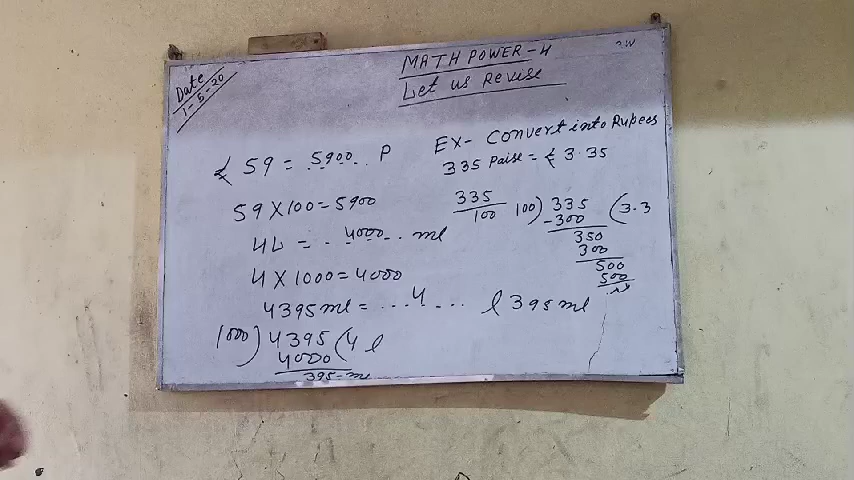 Date
1-5-20
MATH POWER-4
Let us Revise
₹ 59 = ..5900.. P
59 X 100 = 5900
4L = ..4000... ml
4 X 1000 = 4000
4395 ml = ...4.... l 395 ml
1000) 4395 (4 l
4000
395-ml
EX- Convert into Rupees
335 Paise = ₹ 3.35
335
100
100) 335 (3.3
-300
350
300
500
500